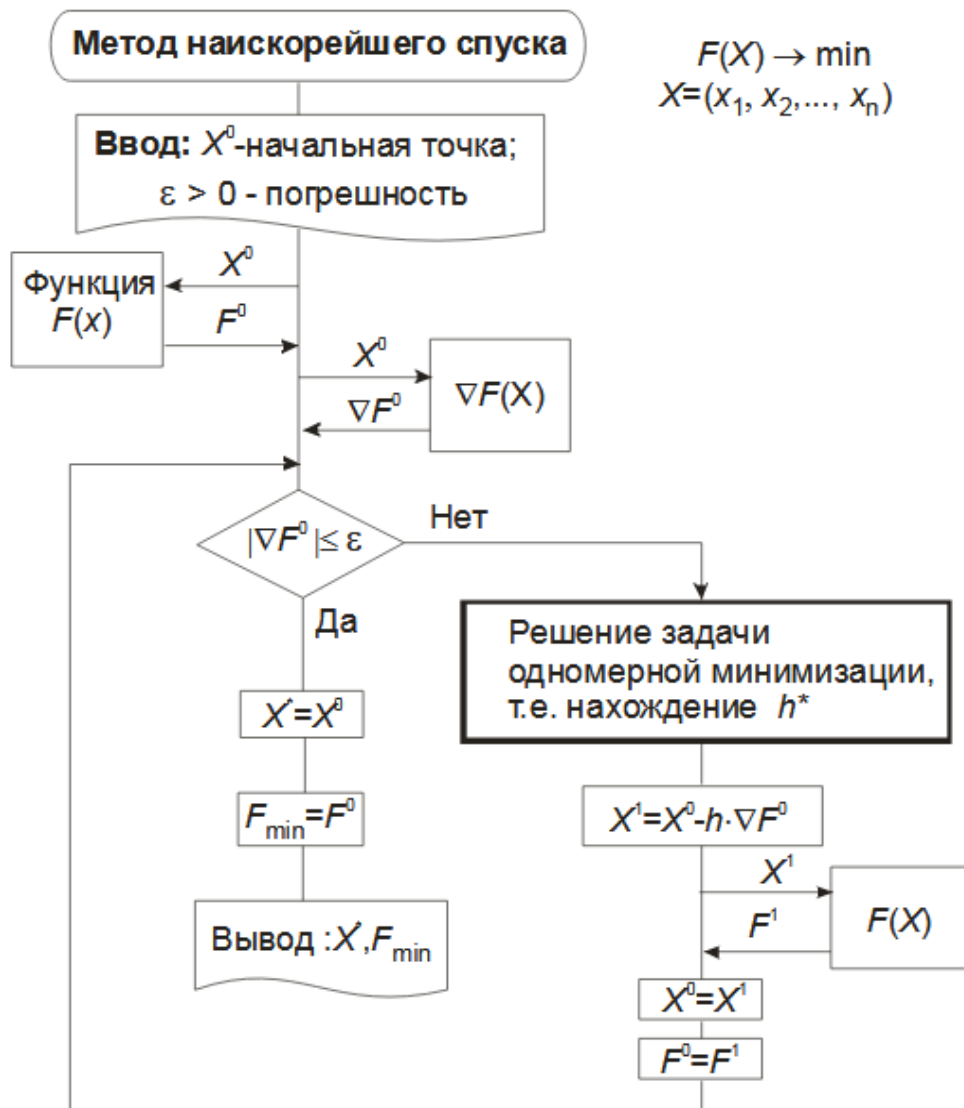 Метод наискорейшего спуска
F(X) → min
X=(x₁, x₂,..., xₙ)
Ввод: X⁰-начальная точка;
ε > 0 - погрешность
Функция
F(x)
X⁰
F⁰
X⁰
∇F⁰
∇F(X)
|∇F⁰|≤ ε
Нет
Да
Решение задачи
одномерной минимизации,
т.е. нахождение h*
X*=X⁰
F_min=F⁰
Вывод :X*,F_min
X¹=X⁰-h·∇F⁰
X¹
F¹
F(X)
X⁰=X¹
F⁰=F¹